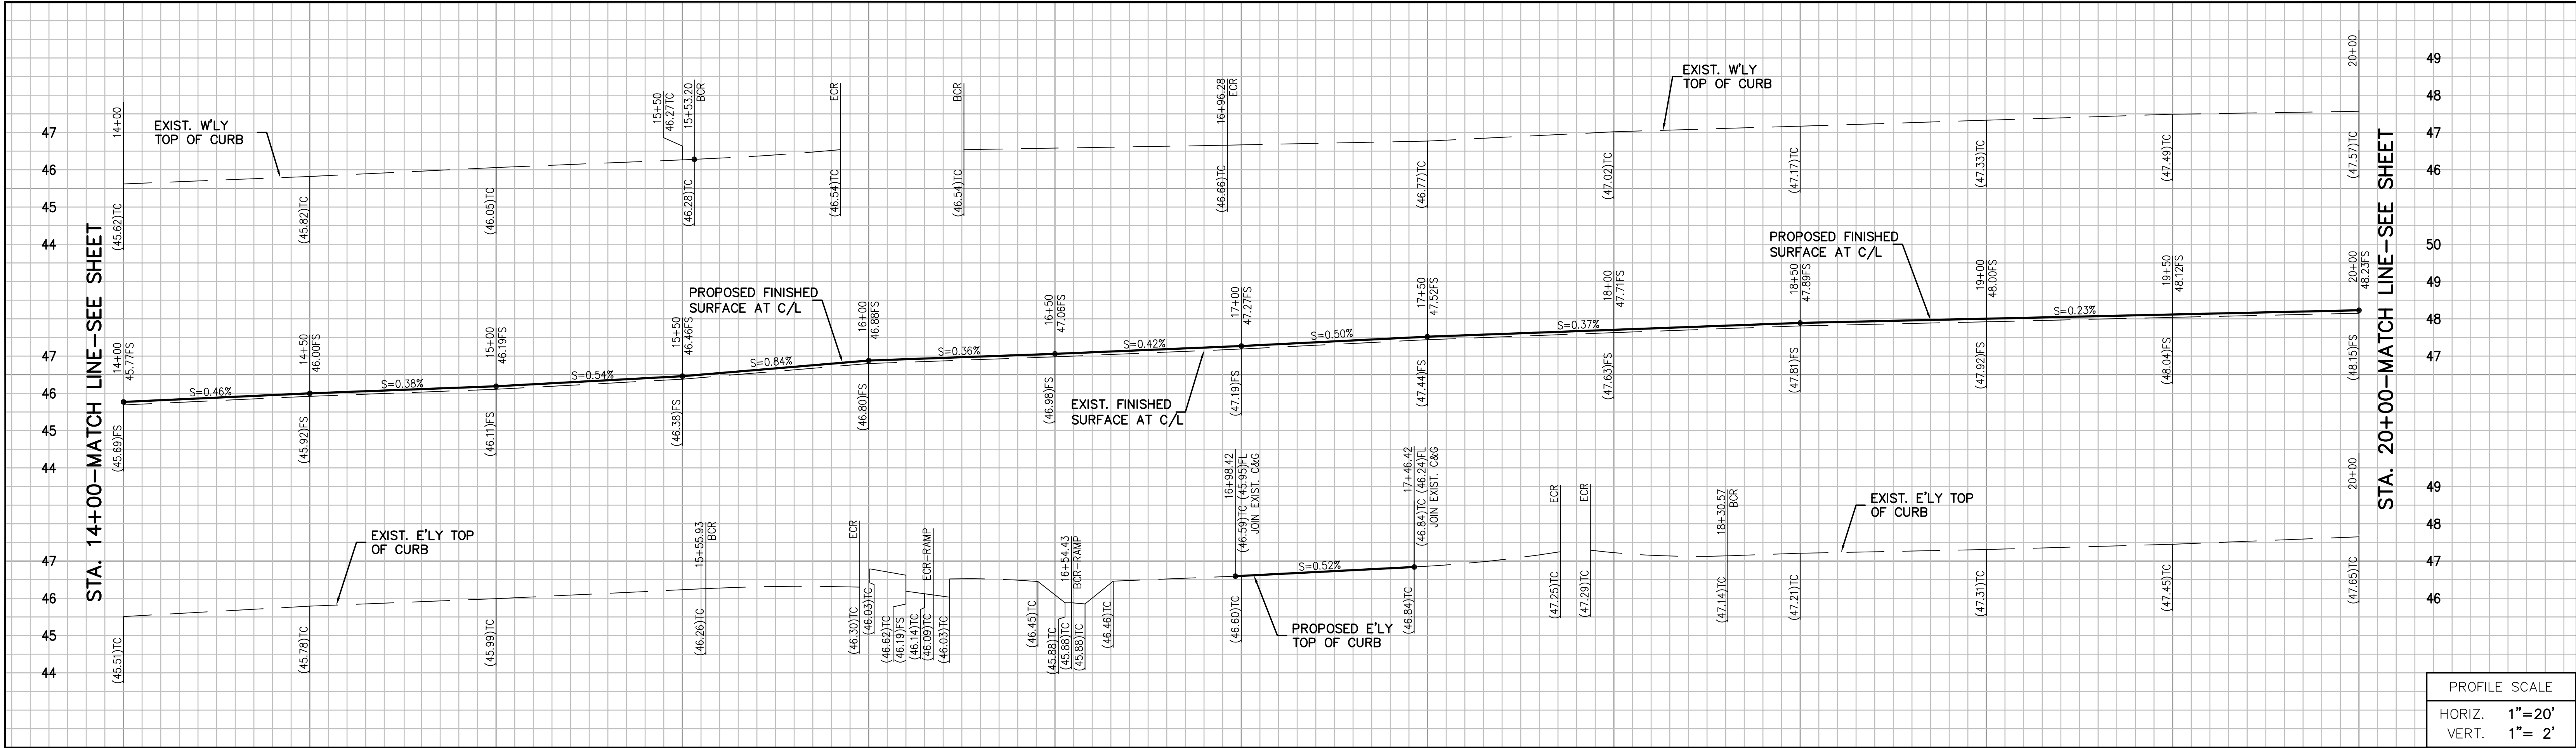 STA. 14+00-MATCH LINE-SEE SHEET
47
46
45
44
14+00
EXIST. W'LY
TOP OF CURB
15+50
46.27TC
15+53.20
BCR
ECR
BCR
16+96.28
ECR
EXIST. W'LY
TOP OF CURB
20+00
49
48
47
46
(45.62)TC
(45.82)TC
(46.05)TC
(46.28)TC
(46.54)TC
(46.54)TC
(46.66)TC
(46.77)TC
(47.02)TC
(47.17)TC
(47.33)TC
(47.49)TC
(47.57)TC
47
46
45
44
14+00
45.77FS
14+50
46.00FS
15+00
46.19FS
15+50
46.46FS
PROPOSED FINISHED
SURFACE AT C/L
16+00
46.88FS
16+50
47.06FS
17+00
47.27FS
17+50
47.52FS
18+00
47.71FS
PROPOSED FINISHED
SURFACE AT C/L
18+50
47.89FS
19+00
48.00FS
19+50
48.12FS
20+00
48.23FS
50
49
48
47
S=0.46%
S=0.38%
S=0.54%
S=0.84%
S=0.36%
S=0.42%
S=0.50%
S=0.37%
S=0.23%
(45.69)FS
(45.92)FS
(46.11)FS
(46.38)FS
(46.80)FS
(46.98)FS
EXIST. FINISHED
SURFACE AT C/L
(47.19)FS
(47.44)FS
(47.63)FS
(47.81)FS
(47.92)FS
(48.04)FS
(48.15)FS
47
46
45
44
EXIST. E'LY TOP
OF CURB
15+55.93
BCR
ECR
ECR-RAMP
16+54.43
BCR-RAMP
16+98.42
(46.59)TC (45.95)FL
JOIN EXIST. C&G
17+46.42
(46.84)TC (46.24)FL
JOIN EXIST. C&G
ECR
ECR
18+30.57
BCR
EXIST. E'LY TOP
OF CURB
20+00
49
48
47
46
S=0.52%
(45.51)TC
(45.78)TC
(45.99)TC
(46.26)TC
(46.30)TC
(46.03)TC
(46.62)TC
(46.19)FS
(46.14)TC
(46.09)TC
(46.03)TC
(46.45)TC
(45.88)TC
(45.88)TC
(45.88)TC
(46.46)TC
(46.60)TC
PROPOSED E'LY
TOP OF CURB
(46.84)TC
(47.25)TC
(47.29)TC
(47.14)TC
(47.21)TC
(47.31)TC
(47.45)TC
(47.65)TC
STA. 20+00-MATCH LINE-SEE SHEET
PROFILE SCALE
HORIZ. 1"=20'
VERT. 1"= 2'